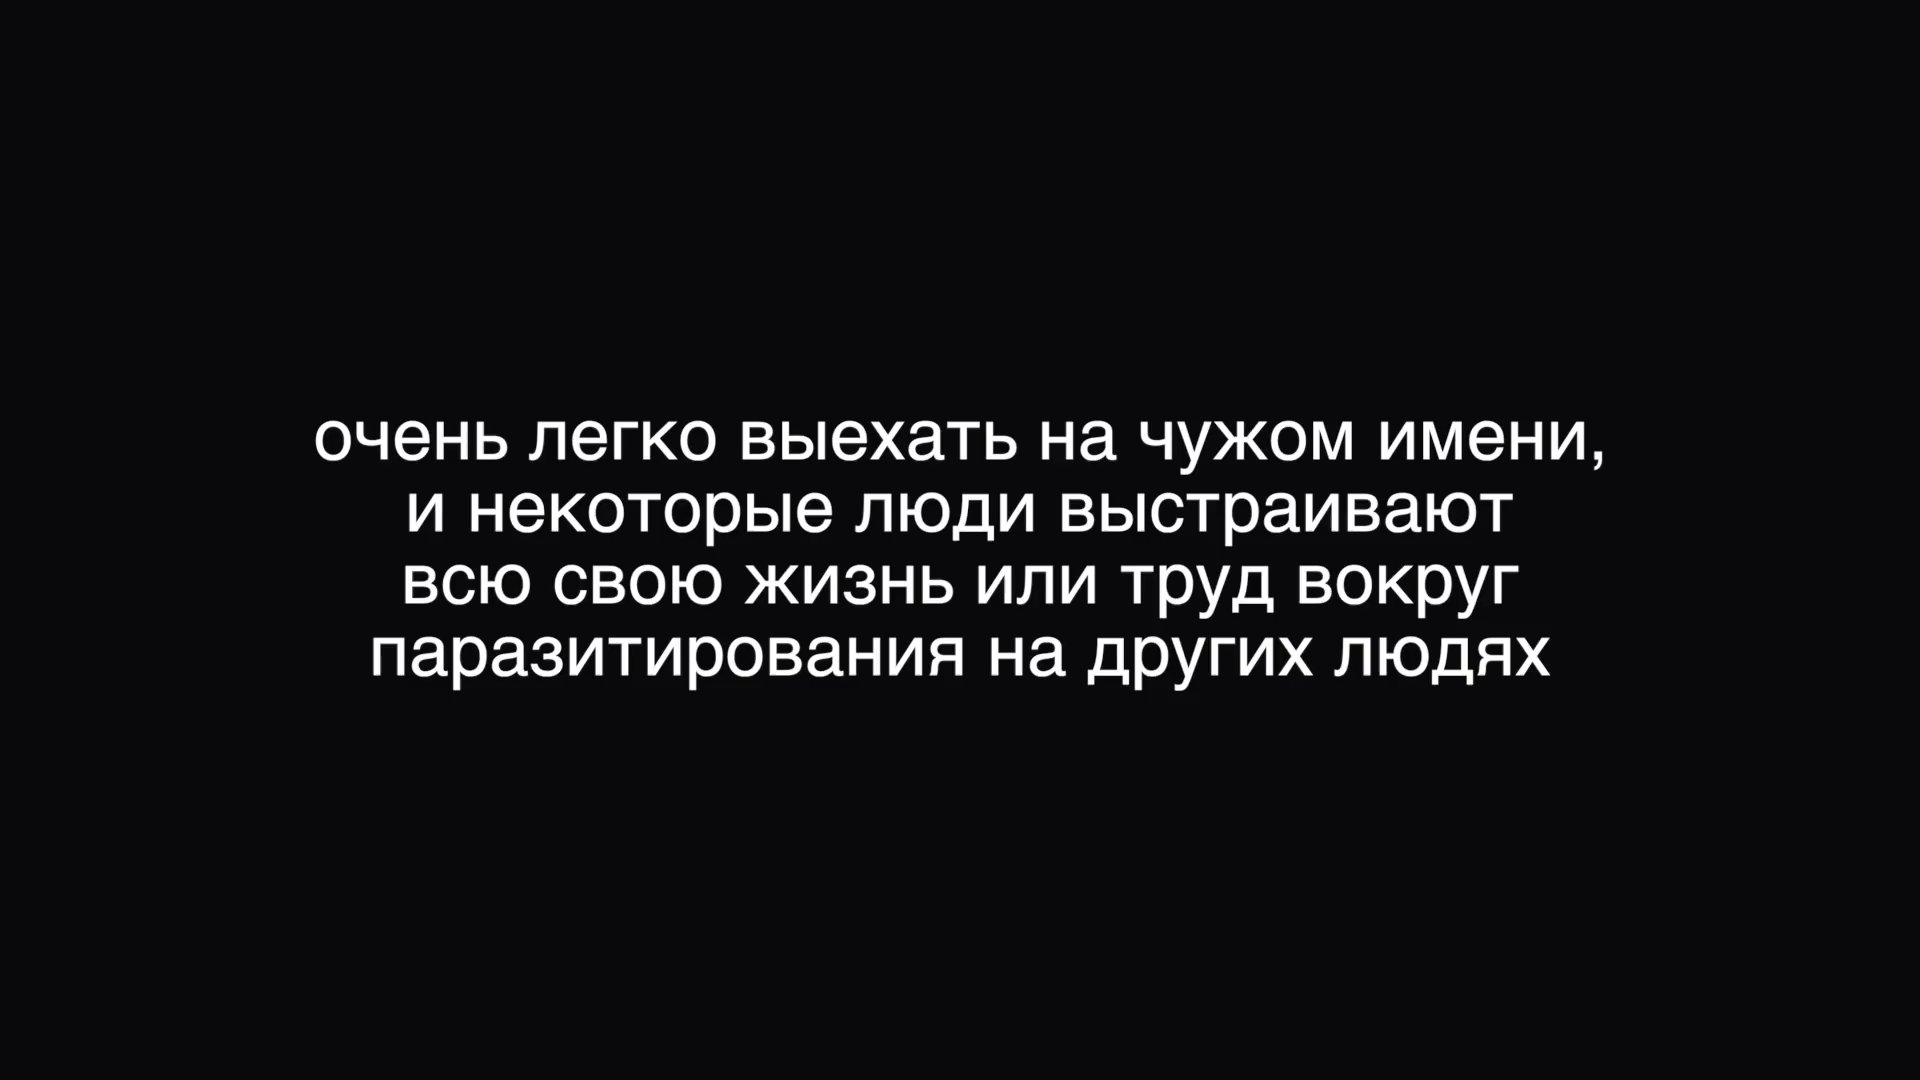 очень легко выехать на чужом имени,
и некоторые люди выстраивают
всю свою жизнь или труд вокруг
паразитирования на других людях